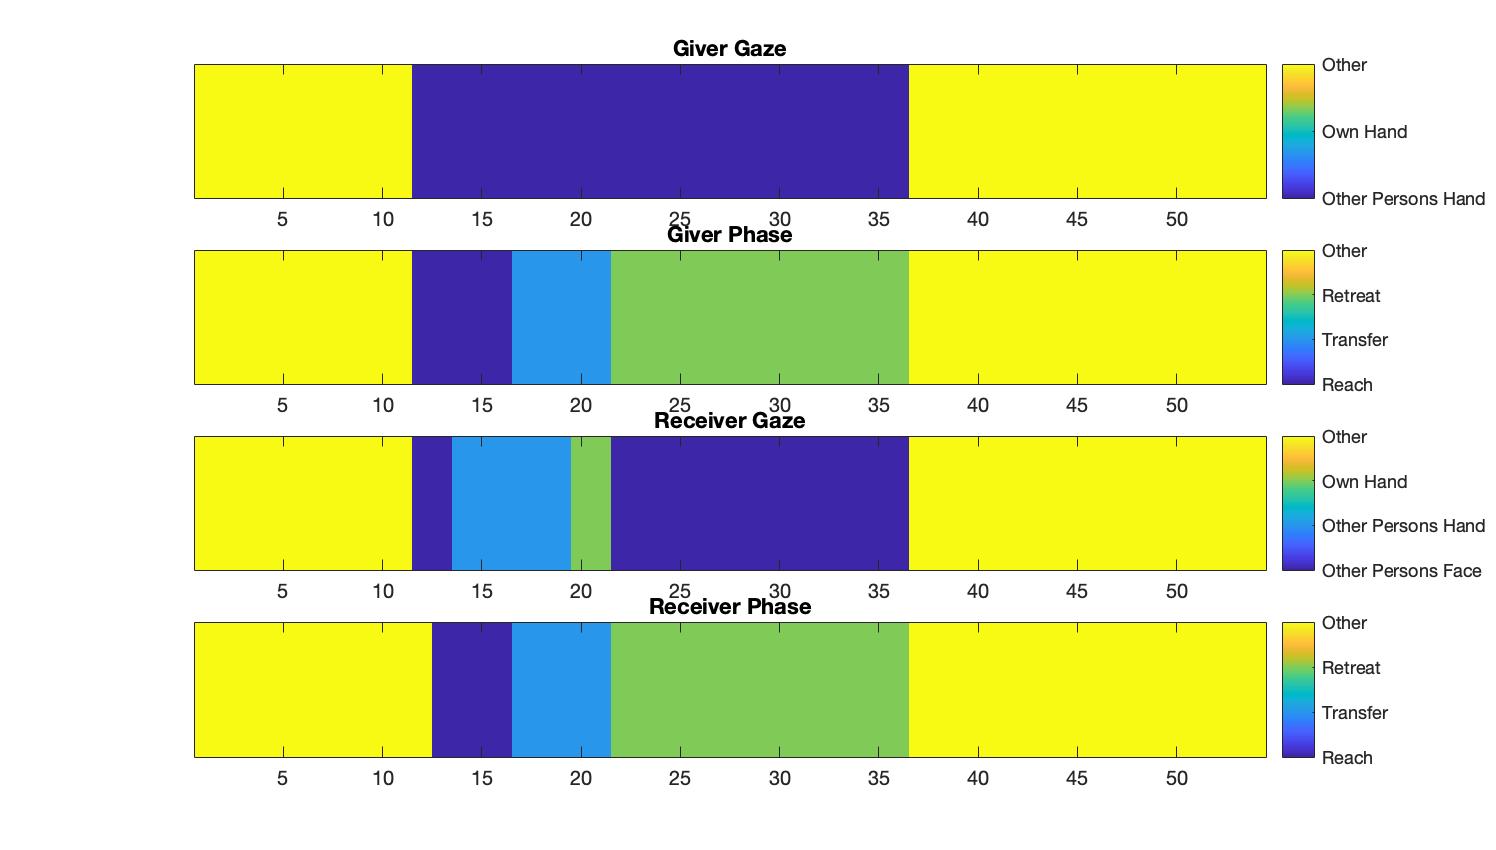 Giver Gaze
Other
Own Hand
Other Persons Hand
5 10 15 20 25 30 35 40 45 50
Giver Phase
Other
Retreat
Transfer
Reach
5 10 15 20 25 30 35 40 45 50
Receiver Gaze
Other
Own Hand
Other Persons Hand
Other Persons Face
5 10 15 20 25 30 35 40 45 50
Receiver Phase
Other
Retreat
Transfer
Reach
5 10 15 20 25 30 35 40 45 50